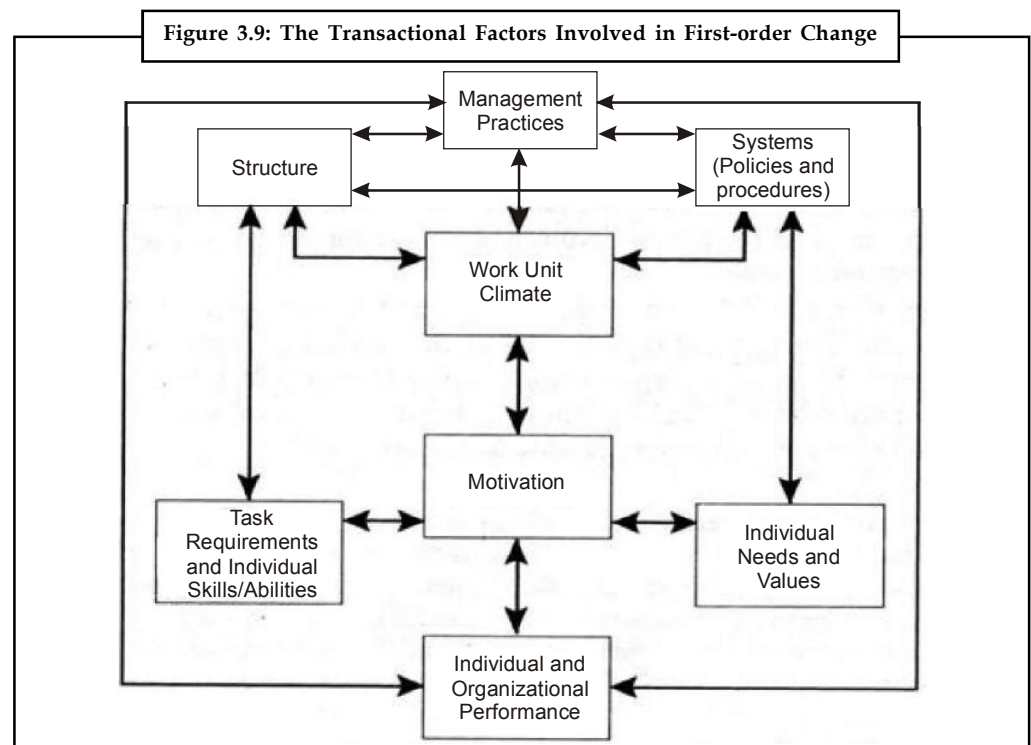 Figure 3.9: The Transactional Factors Involved in First-order Change
Management
Practices
Structure
Systems
(Policies and
procedures)
Work Unit
Climate
Motivation
Task
Requirements
and Individual
Skills/Abilities
Individual
Needs and
Values
Individual and
Organizational
Performance